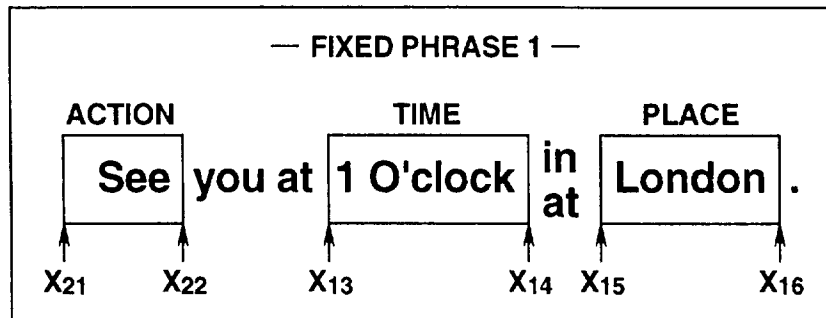 — FIXED PHRASE 1 —
ACTION TIME PLACE
See you at 1 O'clock in at London .
X21 X22 X13 X14 X15 X16